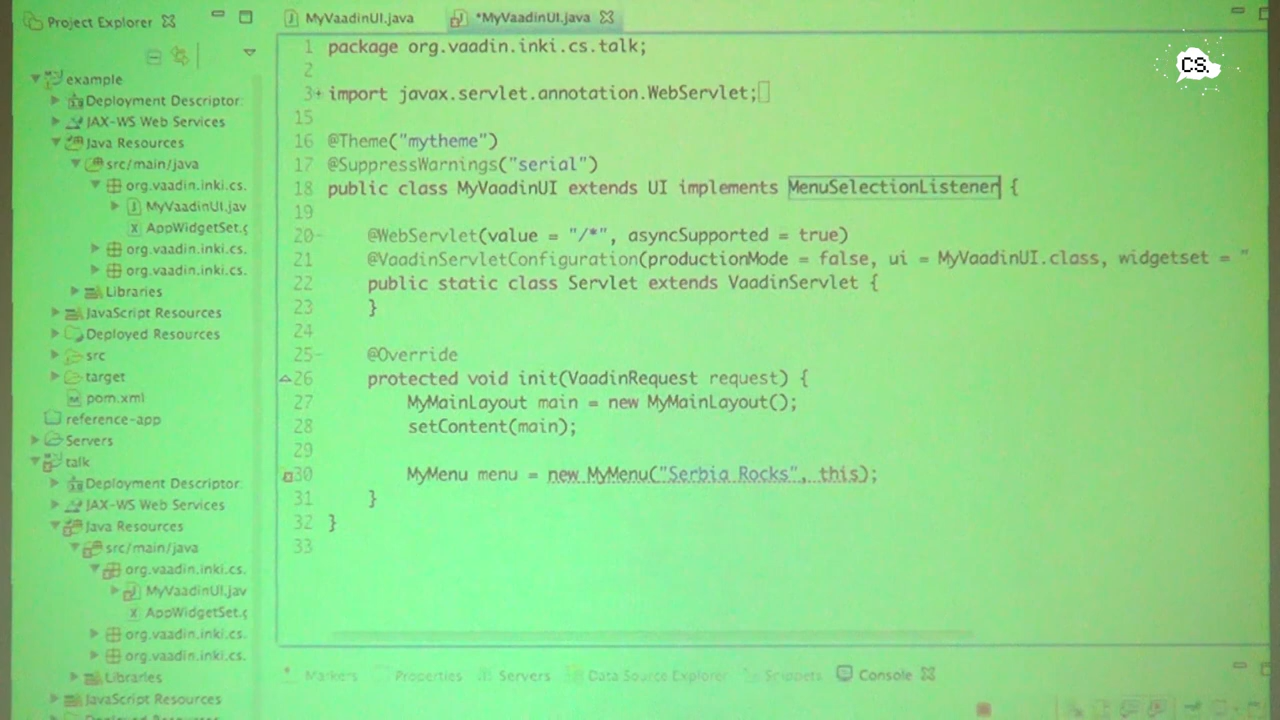 Project Explorer
MyVaadinUI.java
*MyVaadinUI.java
CS.
example
Deployment Descriptor
JAX-WS Web Services
Java Resources
src/main/java
org.vaadin.inki.cs.
MyVaadinUI.jav
AppWidgetSet.g
org.vaadin.inki.cs.
org.vaadin.inki.cs.
Libraries
JavaScript Resources
Deployed Resources
src
target
pom.xml
reference-app
Servers
talk
Deployment Descriptor
JAX-WS Web Services
Java Resources
src/main/java
org.vaadin.inki.cs.
MyVaadinUI.jav
AppWidgetSet.g
org.vaadin.inki.cs.
org.vaadin.inki.cs.
Libraries
JavaScript Resources
1 package org.vaadin.inki.cs.talk;
2
3 import javax.servlet.annotation.WebServlet;
15
16 @Theme("mytheme")
17 @SuppressWarnings("serial")
18 public class MyVaadinUI extends UI implements MenuSelectionListener {
19
20 @WebServlet(value = "/*", asyncSupported = true)
21 @VaadinServletConfiguration(productionMode = false, ui = MyVaadinUI.class, widgetset = "
22 public static class Servlet extends VaadinServlet {
23 }
24
25 @Override
26 protected void init(VaadinRequest request) {
27 MyMainLayout main = new MyMainLayout();
28 setContent(main);
29
30 MyMenu menu = new MyMenu("Serbia Rocks", this);
31 }
32 }
33
Markers Properties Servers Data Source Explorer Snippets Console